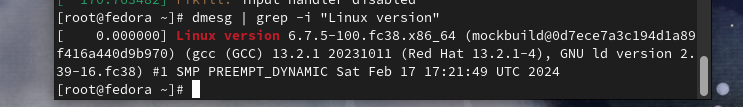 [root@fedora ~]# dmesg | grep -i "Linux version"
[    0.000000] Linux version 6.7.5-100.fc38.x86_64 (mockbuild@0d7ece7a3c194d1a89
f416a440d9b970) (gcc (GCC) 13.2.1 20231011 (Red Hat 13.2.1-4), GNU ld version 2.
39-16.fc38) #1 SMP PREEMPT_DYNAMIC Sat Feb 17 17:21:49 UTC 2024
[root@fedora ~]#